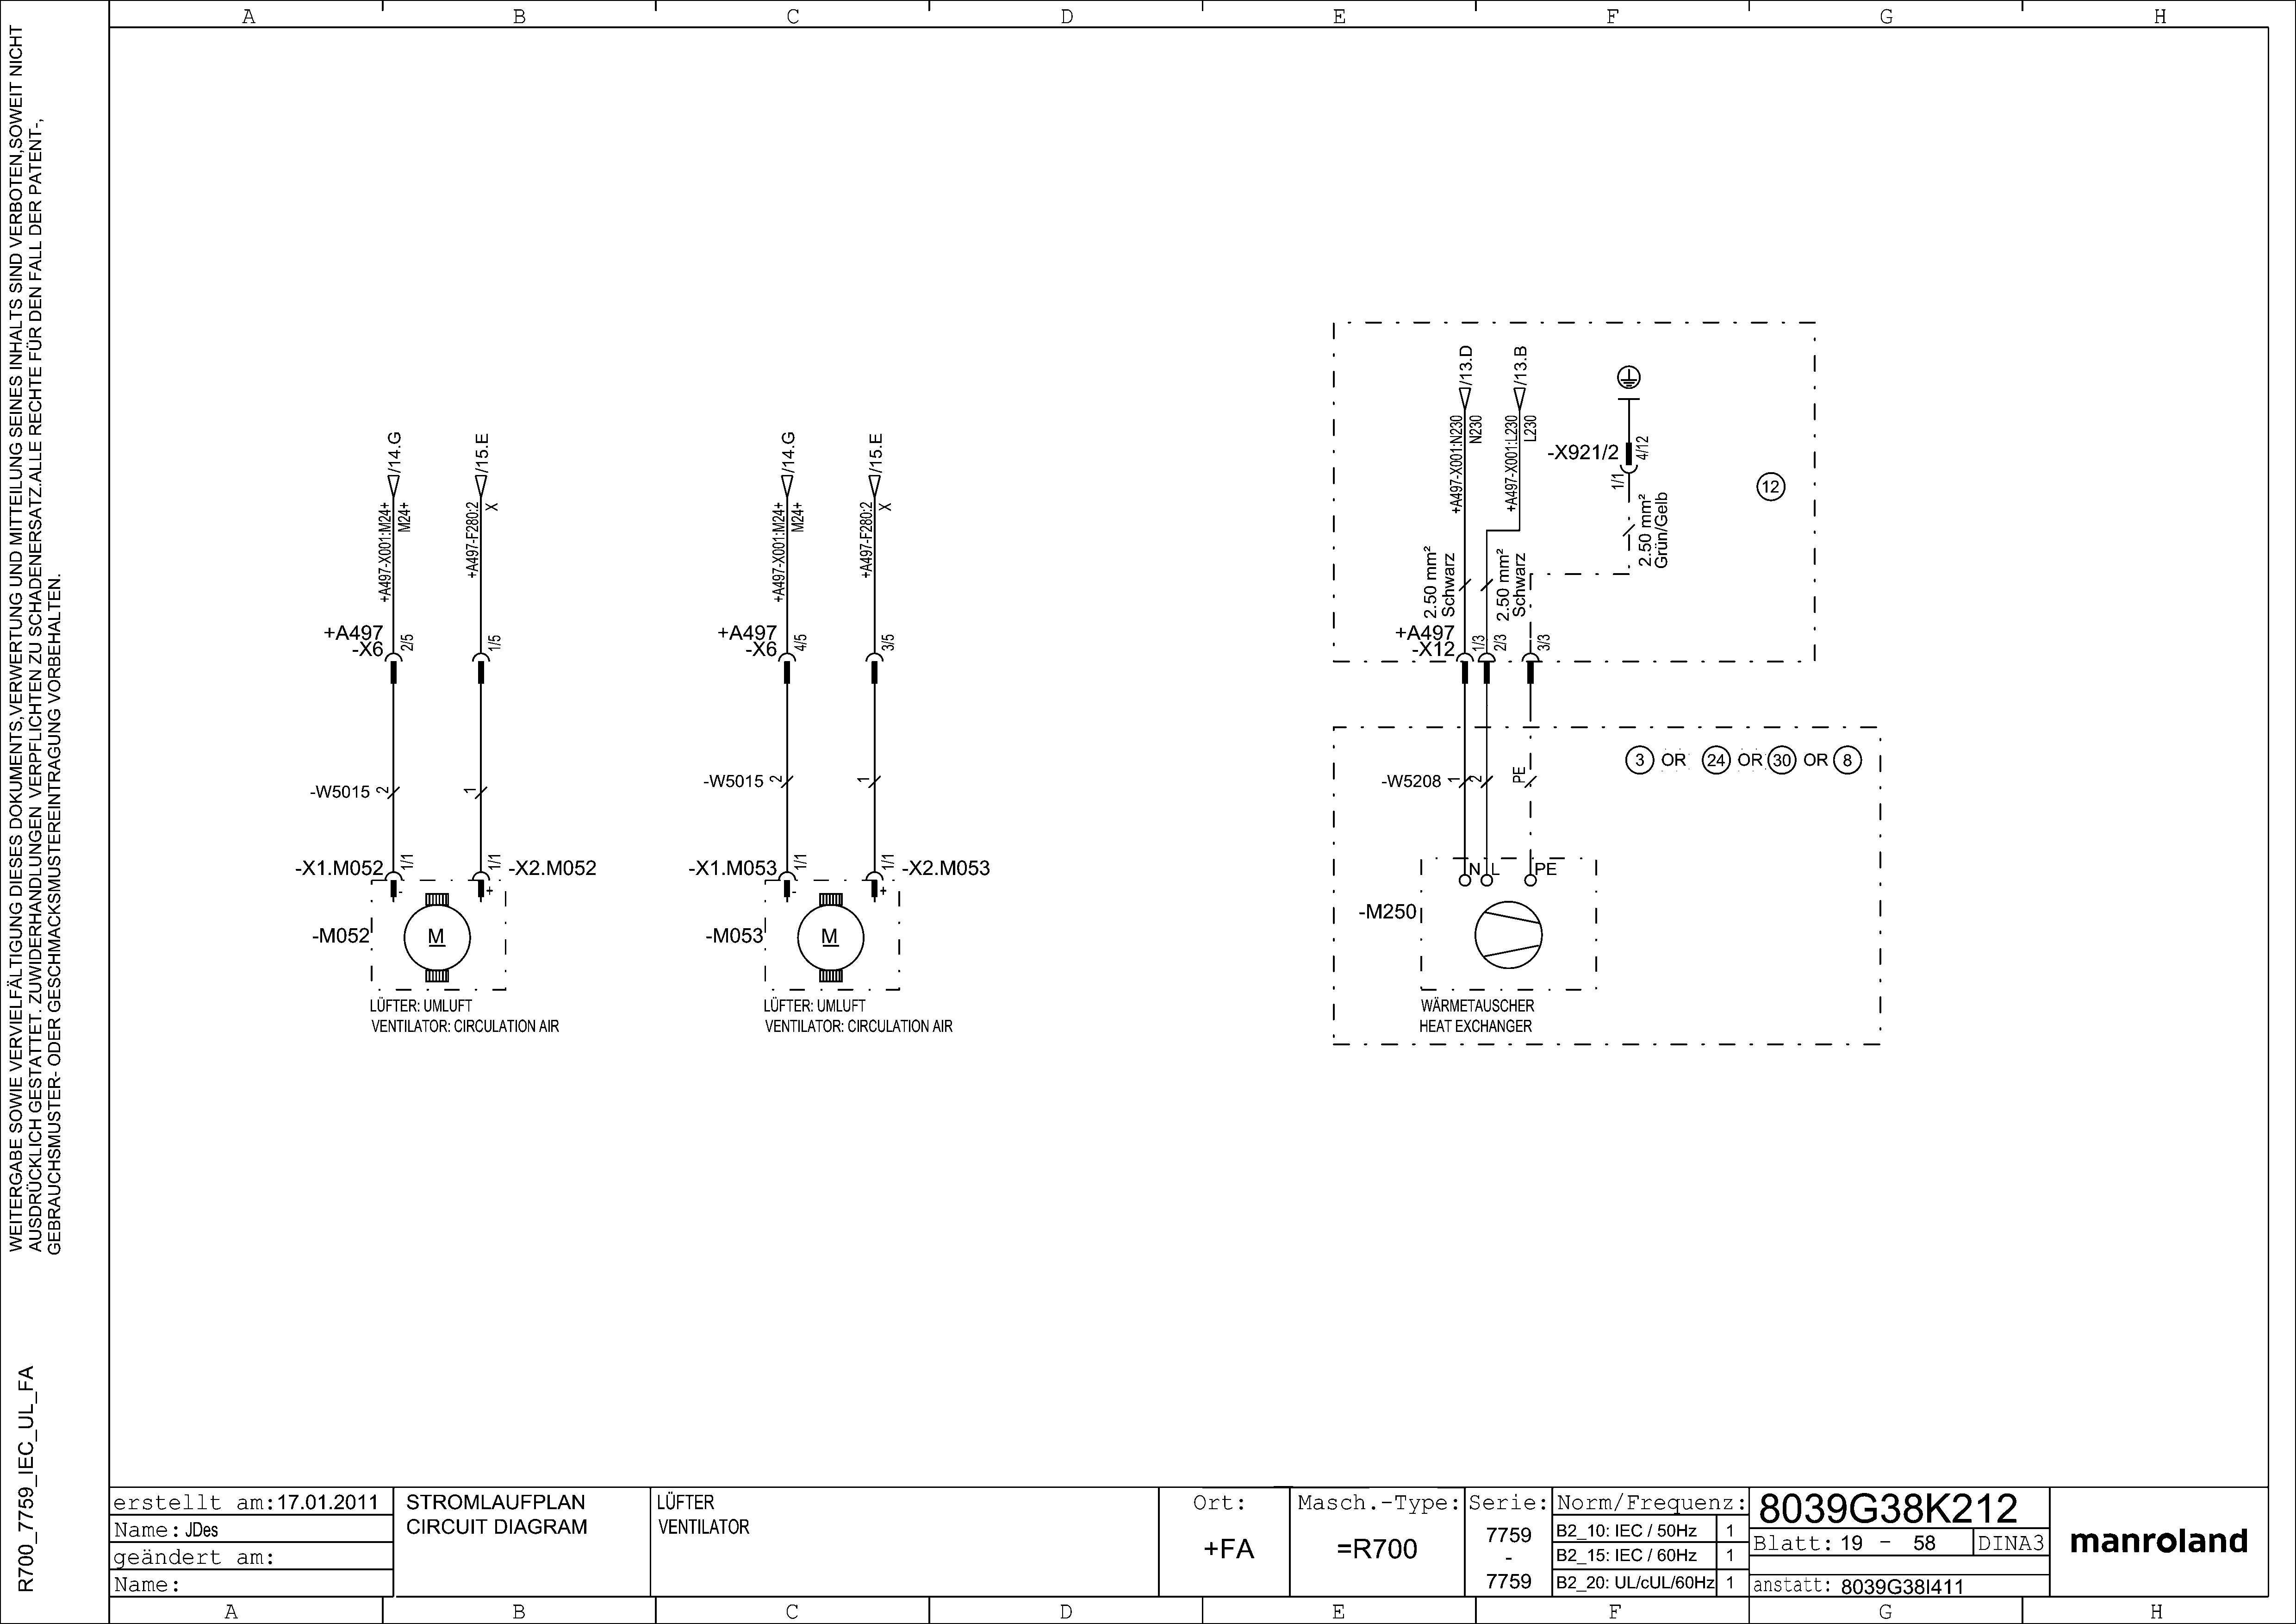 A B C D E F G H
WEITERGABE SOWIE VERVIELFÄLTIGUNG DIESES DOKUMENTS,VERWERTUNG UND MITTEILUNG SEINES INHALTS SIND VERBOTEN,SOWEIT NICHT
AUSDRÜCKLICH GESTATTET. ZUWIDERHANDLUNGEN VERPFLICHTEN ZU SCHADENERSATZ.ALLE RECHTE FÜR DEN FALL DER PATENT-,
GEBRAUCHSMUSTER- ODER GESCHMACKSMUSTEREINTRAGUNG VORBEHALTEN.
R700_7759_IEC_UL_FA
/14.G
/15.E
+A497-X001:M24+
M24+
+A497-F280:2
X
+A497
-X6
2/5
1/5
-W5015
2
1
-X1.M052
1/1
1/1
-X2.M052
-
+
-M052
M
LÜFTER: UMLUFT
VENTILATOR: CIRCULATION AIR
/14.G
/15.E
+A497-X001:M24+
M24+
+A497-F280:2
X
+A497
-X6
4/5
3/5
-W5015
2
1
-X1.M053
1/1
1/1
-X2.M053
-
+
-M053
M
LÜFTER: UMLUFT
VENTILATOR: CIRCULATION AIR
/13.D
/13.B
+A497-X001:N230
N230
+A497-X001:L230
L230
-X921/2
4/12
1/1
12
2.50 mm²
Grün/Gelb
2.50 mm²
Schwarz
2.50 mm²
Schwarz
+A497
-X12
1/3
2/3
3/3
3 OR 24 OR 30 OR 8
-W5208
1
2
PE
N L PE
-M250
WÄRMETAUSCHER
HEAT EXCHANGER
erstellt am:17.01.2011
Name: JDes
geändert am:
Name:
STROMLAUFPLAN
CIRCUIT DIAGRAM
LÜFTER
VENTILATOR
Ort:
+FA
Masch.-Type:
=R700
Serie:
7759
-
7759
Norm/Frequenz:
B2_10: IEC / 50Hz 1
B2_15: IEC / 60Hz 1
B2_20: UL/cUL/60Hz 1
8039G38K212
Blatt: 19 - 58 DINA3
anstatt: 8039G38I411
manroland
A B C D E F G H